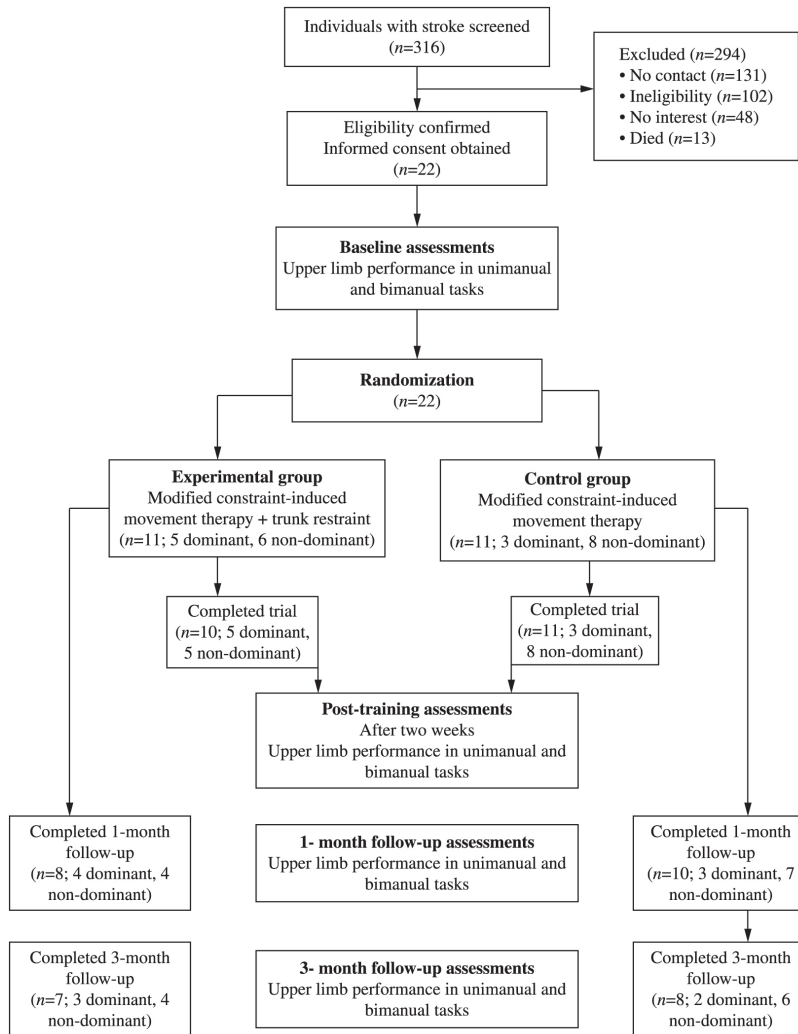 Individuals with stroke screened
(n=316)
Excluded (n=294)
• No contact (n=131)
• Ineligibility (n=102)
• No interest (n=48)
• Died (n=13)
Eligibility confirmed
Informed consent obtained
(n=22)
Baseline assessments
Upper limb performance in unimanual
and bimanual tasks
Randomization
(n=22)
Experimental group
Modified constraint-induced
movement therapy + trunk restraint
(n=11; 5 dominant, 6 non-dominant)
Control group
Modified constraint-induced
movement therapy
(n=11; 3 dominant, 8 non-dominant)
Completed trial
(n=10; 5 dominant,
5 non-dominant)
Completed trial
(n=11; 3 dominant,
8 non-dominant)
Post-training assessments
After two weeks
Upper limb performance in unimanual and
bimanual tasks
Completed 1-month
follow-up
(n=8; 4 dominant, 4
non-dominant)
1- month follow-up assessments
Upper limb performance in unimanual and
bimanual tasks
Completed 1-month
follow-up
(n=10; 3 dominant, 7
non-dominant)
Completed 3-month
follow-up
(n=7; 3 dominant, 4
non-dominant)
3- month follow-up assessments
Upper limb performance in unimanual and
bimanual tasks
Completed 3-month
follow-up
(n=8; 2 dominant, 6
non-dominant)